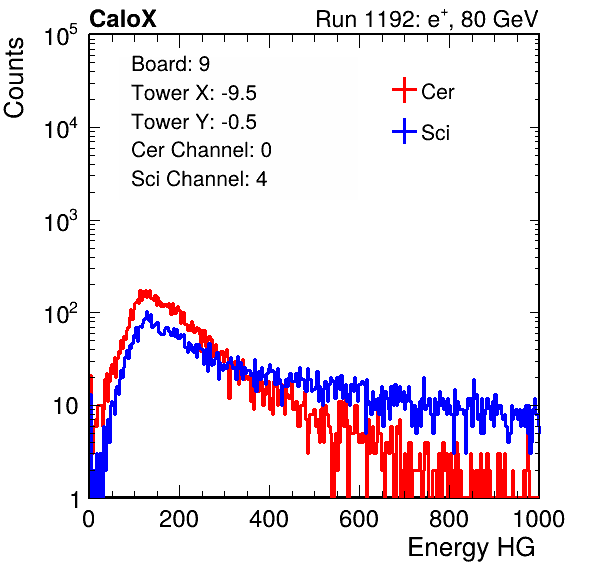 CaloX Run 1192: e⁺, 80 GeV
Counts
Board: 9
Tower X: -9.5
Tower Y: -0.5
Cer Channel: 0
Sci Channel: 4
Cer
Sci
10⁵
10⁴
10³
10²
10
1
0 200 400 600 800 1000
Energy HG